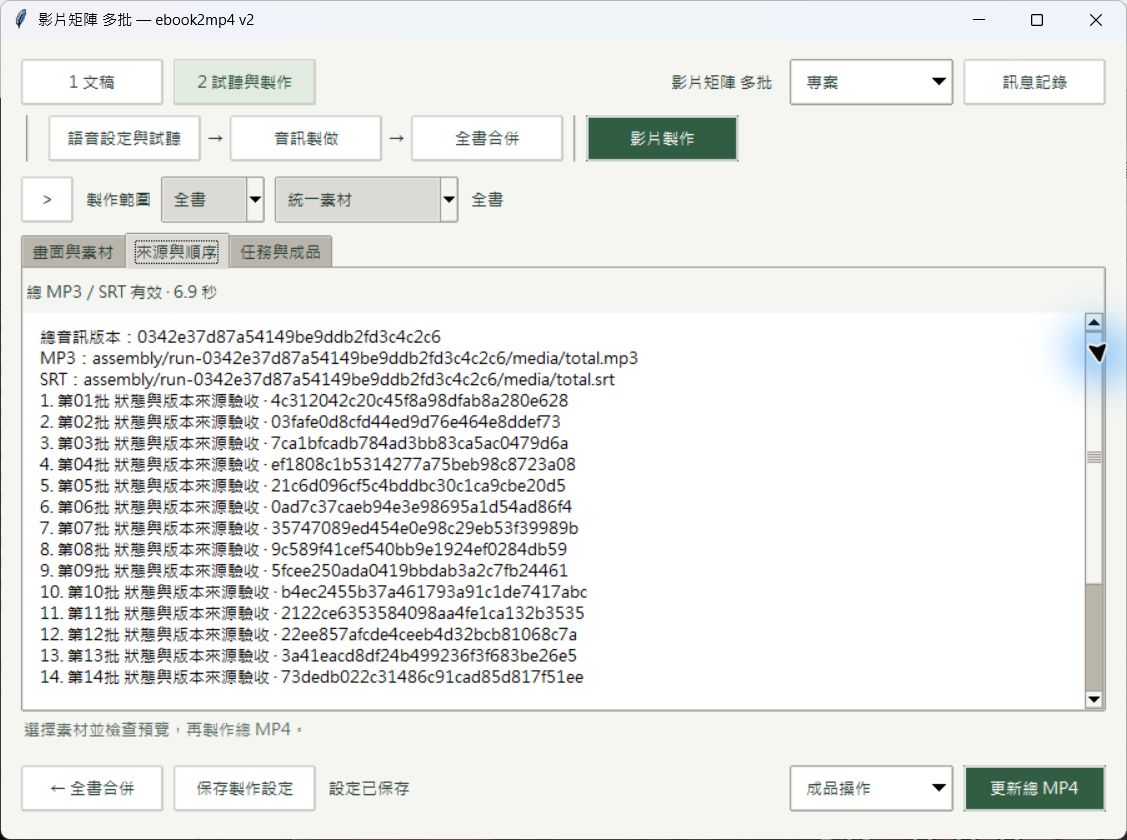 影片矩陣 多批 — ebook2mp4 v2
1 文稿
2 試聽與製作
影片矩陣 多批
專案
訊息記錄
語音設定與試聽 → 音訊製做 → 全書合併
影片製作
> 製作範圍 全書 統一素材 全書
畫面與素材 來源與順序 任務與成品
總 MP3 / SRT 有效 · 6.9 秒
總音訊版本：0342e37d87a54149be9ddb2fd3c4c2c6
MP3：assembly/run-0342e37d87a54149be9ddb2fd3c4c2c6/media/total.mp3
SRT：assembly/run-0342e37d87a54149be9ddb2fd3c4c2c6/media/total.srt
1. 第01批 狀態與版本來源驗收 · 4c312042c20c45f8a98dfab8a280e628
2. 第02批 狀態與版本來源驗收 · 03fafe0d8cfd44ed9d76e464e8ddef73
3. 第03批 狀態與版本來源驗收 · 7ca1bfcadb784ad3bb83ca5ac0479d6a
4. 第04批 狀態與版本來源驗收 · ef1808c1b5314277a75beb98c8723a08
5. 第05批 狀態與版本來源驗收 · 21c6d096cf5c4bddbc30c1ca9cbe20d5
6. 第06批 狀態與版本來源驗收 · 0ad7c37caeb94e3e98695a1d54ad86f4
7. 第07批 狀態與版本來源驗收 · 35747089ed454e0e98c29eb53f39989b
8. 第08批 狀態與版本來源驗收 · 9c589f41cef540bb9e1924ef0284db59
9. 第09批 狀態與版本來源驗收 · 5fcee250ada0419bbdab3a2c7fb24461
10. 第10批 狀態與版本來源驗收 · b4ec2455b37a461793a91c1de7417abc
11. 第11批 狀態與版本來源驗收 · 2122ce6353584098aa4fe1ca132b3535
12. 第12批 狀態與版本來源驗收 · 22ee857afcde4ceeb4d32bcb81068c7a
13. 第13批 狀態與版本來源驗收 · 3a41eacd8df24b499236f3f683be26e5
14. 第14批 狀態與版本來源驗收 · 73dedb022c31486c91cad85d817f51ee
選擇素材並檢查預覽，再製作總 MP4。
← 全書合併
保存製作設定
設定已保存
成品操作
更新總 MP4